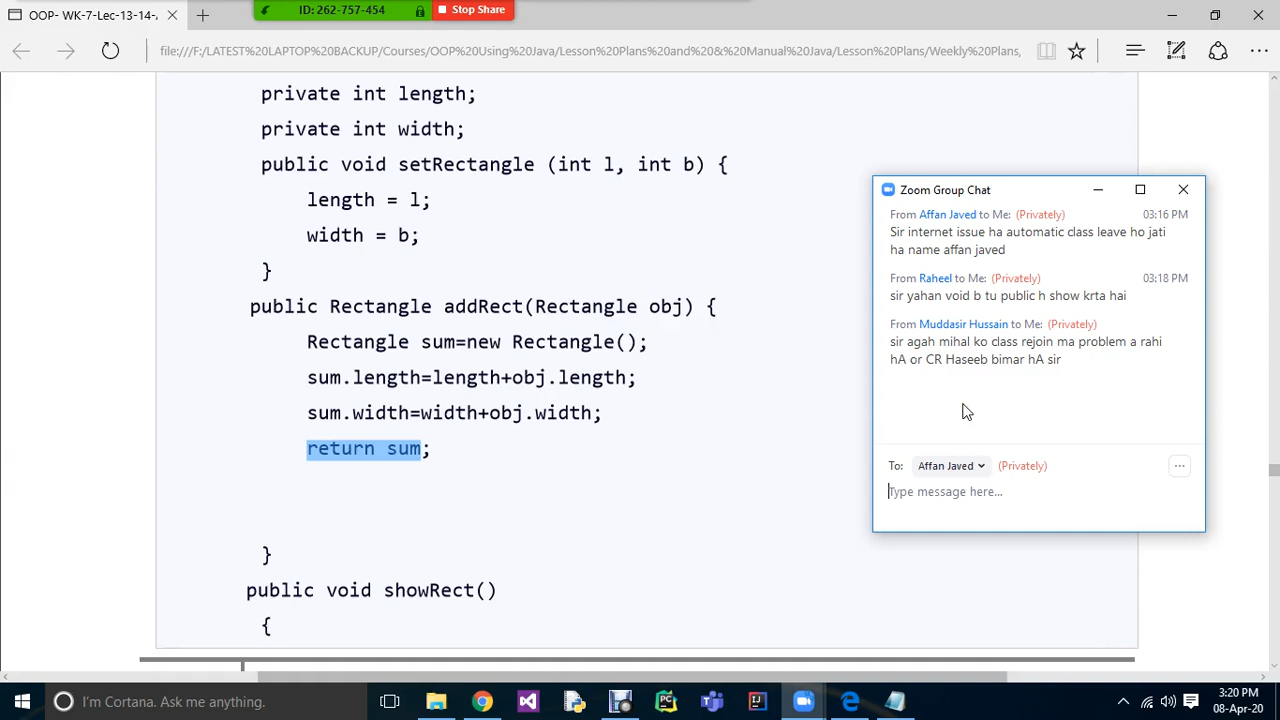 OOP- WK-7-Lec-13-14-
ID: 262-757-454
Stop Share
file:///F:/LATEST%20LAPTOP%20BACKUP/Courses/OOP%20Using%20Java/Lesson%20Plans%20and%20&%20Manual%20Java/Lesson%20Plans/Weekly%20Plans,
private int length;
private int width;
public void setRectangle (int l, int b) {
length = l;
width = b;
}
public Rectangle addRect(Rectangle obj) {
Rectangle sum=new Rectangle();
sum.length=length+obj.length;
sum.width=width+obj.width;
return sum;
}
public void showRect()
{
Zoom Group Chat
From Affan Javed to Me: (Privately) 03:16 PM
Sir internet issue ha automatic class leave ho jati
ha name affan javed
From Raheel to Me: (Privately) 03:18 PM
sir yahan void b tu public h show krta hai
From Muddasir Hussain to Me: (Privately)
sir agah mihal ko class rejoin ma problem a rahi
hA or CR Haseeb bimar hA sir
To: Affan Javed (Privately)
Type message here...
I'm Cortana. Ask me anything.
3:20 PM
08-Apr-20